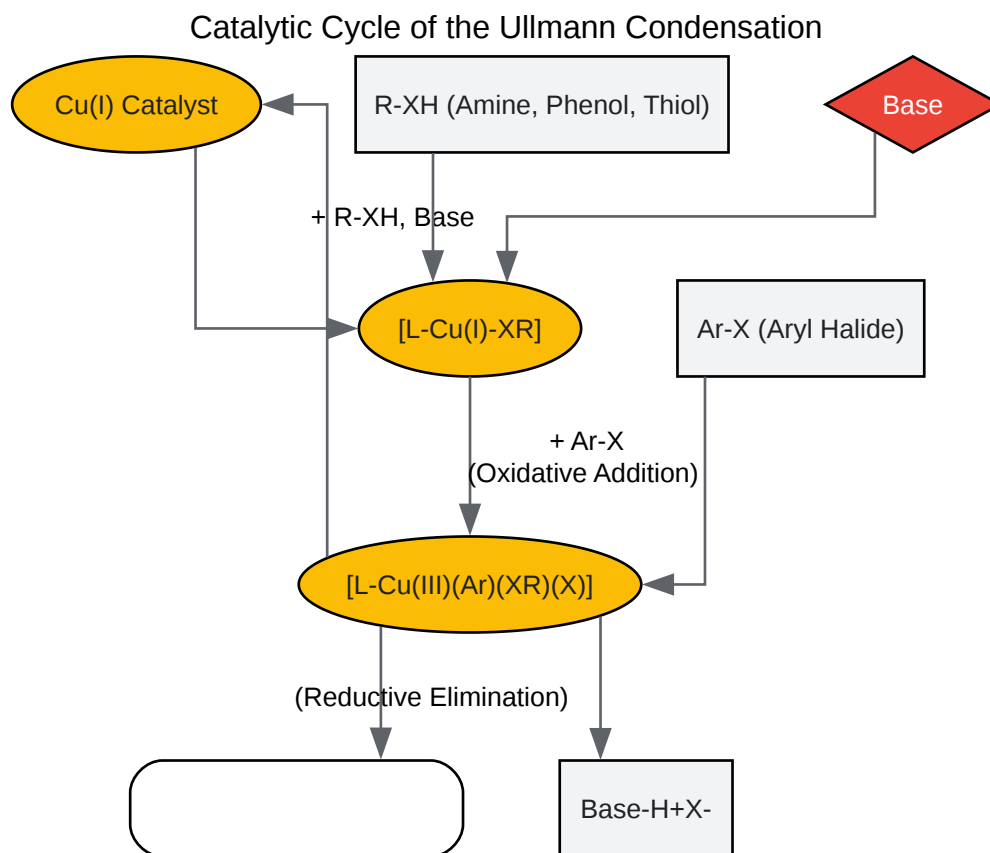 Catalytic Cycle of the Ullmann Condensation
Cu(I) Catalyst
R-XH (Amine, Phenol, Thiol)
Base
+ R-XH, Base
[L-Cu(I)-XR]
Ar-X (Aryl Halide)
+ Ar-X
(Oxidative Addition)
[L-Cu(III)(Ar)(XR)(X)]
(Reductive Elimination)
Base-H+X-